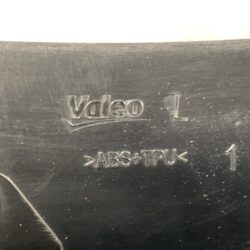 Valeo L
>ABS+TPU< 1